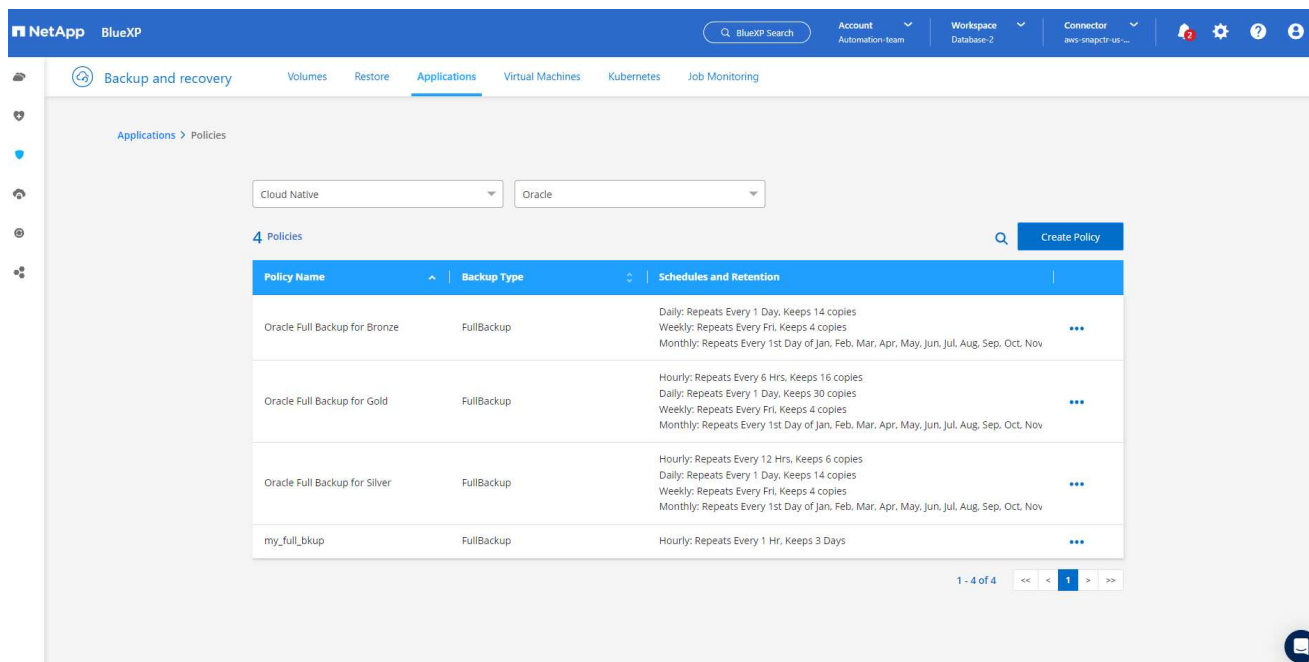 NetApp BlueXP
BlueXP Search
Account
Automation-team
Workspace
Database-2
Connector
aws-snapctr-us-...
2
Backup and recovery
Volumes Restore Applications Virtual Machines Kubernetes Job Monitoring
Applications > Policies
Cloud Native
Oracle
4 Policies
Create Policy
Policy Name Backup Type Schedules and Retention
Oracle Full Backup for Bronze FullBackup
Daily: Repeats Every 1 Day, Keeps 14 copies
Weekly: Repeats Every Fri, Keeps 4 copies
Monthly: Repeats Every 1st Day of Jan, Feb, Mar, Apr, May, Jun, Jul, Aug, Sep, Oct, Nov
Oracle Full Backup for Gold FullBackup
Hourly: Repeats Every 6 Hrs, Keeps 16 copies
Daily: Repeats Every 1 Day, Keeps 30 copies
Weekly: Repeats Every Fri, Keeps 4 copies
Monthly: Repeats Every 1st Day of Jan, Feb, Mar, Apr, May, Jun, Jul, Aug, Sep, Oct, Nov
Oracle Full Backup for Silver FullBackup
Hourly: Repeats Every 12 Hrs, Keeps 6 copies
Daily: Repeats Every 1 Day, Keeps 14 copies
Weekly: Repeats Every Fri, Keeps 4 copies
Monthly: Repeats Every 1st Day of Jan, Feb, Mar, Apr, May, Jun, Jul, Aug, Sep, Oct, Nov
my_full_bkup FullBackup Hourly: Repeats Every 1 Hr, Keeps 3 Days
1 - 4 of 4 << < 1 > >>